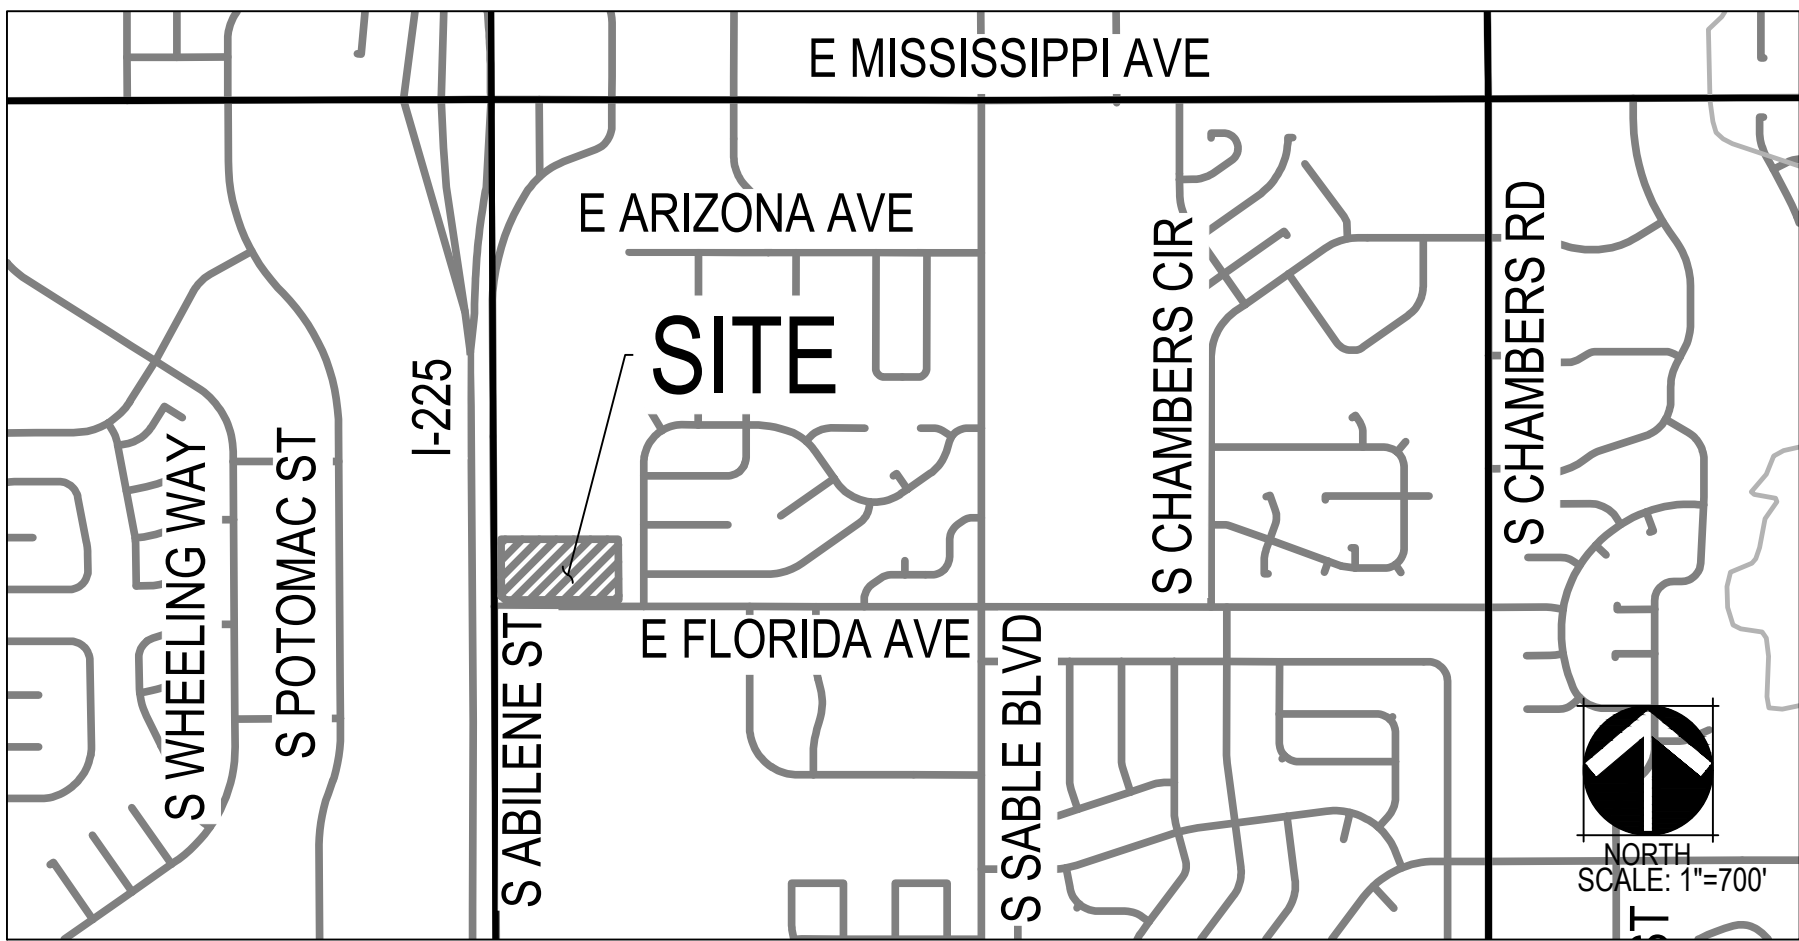 E MISSISSIPPI AVE
E ARIZONA AVE
SITE
I-225
S CHAMBERS CIR
S CHAMBERS RD
S WHEELING WAY
S POTOMAC ST
S ABILENE ST
E FLORIDA AVE
S SABLE BLVD
NORTH
SCALE: 1"=700'
ST